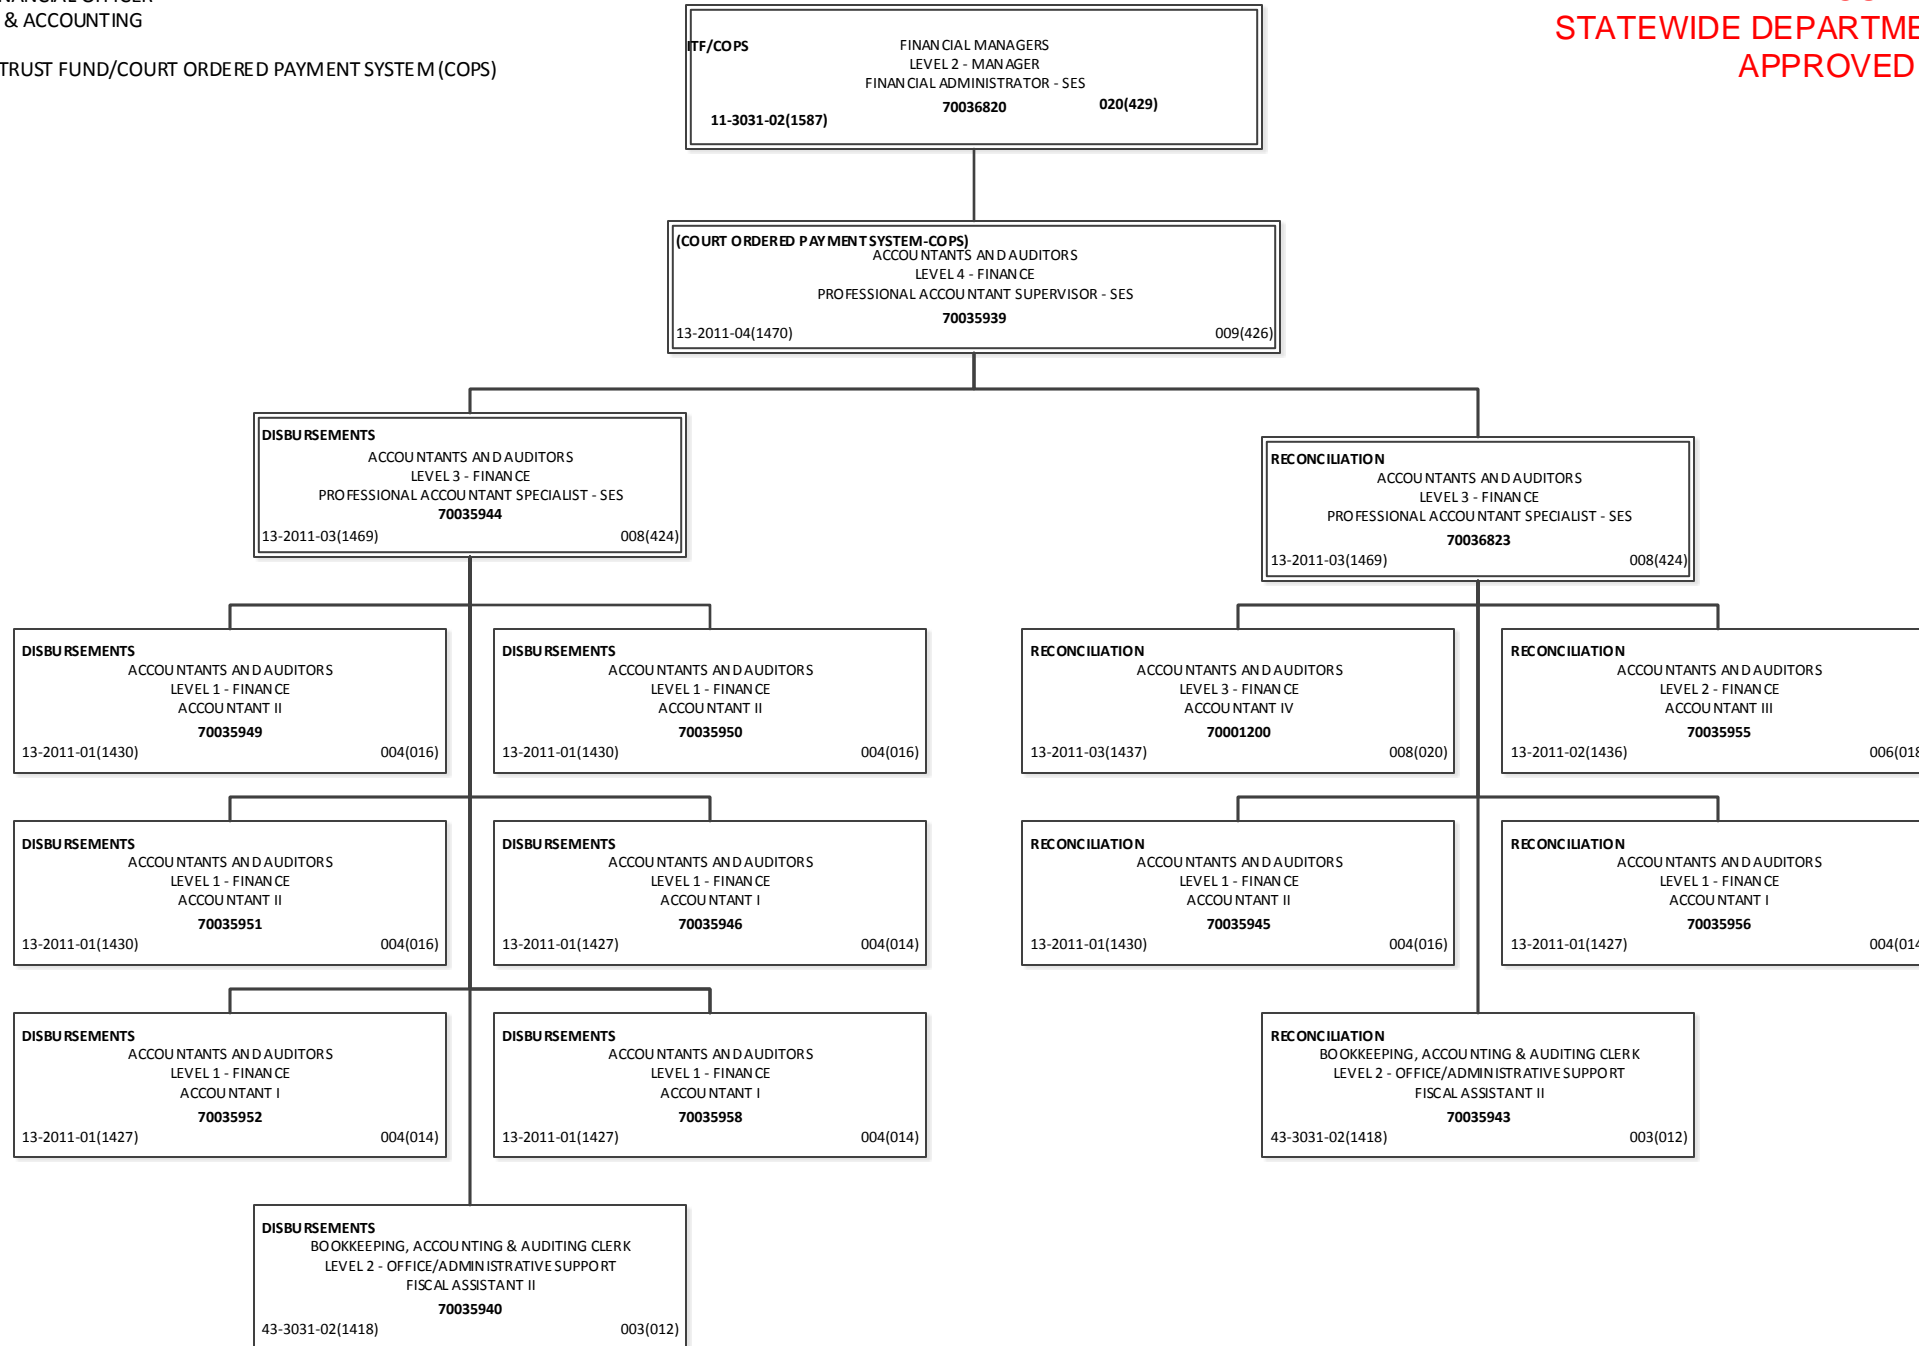 & ACCOUNTING
TRUST FUND/COURT ORDERED PAYMENT SYSTEM (COPS)
STATEWIDE
APPROVED
ITF/COPS
FINANCIAL MANAGERS
LEVEL 2 - MANAGER
FINANCIAL ADMINISTRATOR - SES
70036820
020(429)
11-3031-02(1587)
(COURT ORDERED PAYMENT SYSTEM-COPS)
ACCOUNTANTS AND AUDITORS
LEVEL 4 - FINANCE
PROFESSIONAL ACCOUNTANT SUPERVISOR - SES
70035939
13-2011-04(1470)
009(426)
DISBURSEMENTS
ACCOUNTANTS AND AUDITORS
LEVEL 3 - FINANCE
PROFESSIONAL ACCOUNTANT SPECIALIST - SES
70035944
13-2011-03(1469)
008(424)
RECONCILIATION
ACCOUNTANTS AND AUDITORS
LEVEL 3 - FINANCE
PROFESSIONAL ACCOUNTANT SPECIALIST - SES
70036823
13-2011-03(1469)
008(424)
DISBURSEMENTS
ACCOUNTANTS AND AUDITORS
LEVEL 1 - FINANCE
ACCOUNTANT II
70035949
13-2011-01(1430)
004(016)
DISBURSEMENTS
ACCOUNTANTS AND AUDITORS
LEVEL 1 - FINANCE
ACCOUNTANT II
70035950
13-2011-01(1430)
004(016)
RECONCILIATION
ACCOUNTANTS AND AUDITORS
LEVEL 3 - FINANCE
ACCOUNTANT IV
70001200
13-2011-03(1437)
008(020)
RECONCILIATION
ACCOUNTANTS AND AUDITORS
LEVEL 2 - FINANCE
ACCOUNTANT III
70035955
13-2011-02(1436)
006(018
DISBURSEMENTS
ACCOUNTANTS AND AUDITORS
LEVEL 1 - FINANCE
ACCOUNTANT II
70035951
13-2011-01(1430)
004(016)
DISBURSEMENTS
ACCOUNTANTS AND AUDITORS
LEVEL 1 - FINANCE
ACCOUNTANT I
70035946
13-2011-01(1427)
004(014)
RECONCILIATION
ACCOUNTANTS AND AUDITORS
LEVEL 1 - FINANCE
ACCOUNTANT II
70035945
13-2011-01(1430)
004(016)
RECONCILIATION
ACCOUNTANTS AND AUDITORS
LEVEL 1 - FINANCE
ACCOUNTANT I
70035956
13-2011-01(1427)
004(014
DISBURSEMENTS
ACCOUNTANTS AND AUDITORS
LEVEL 1 - FINANCE
ACCOUNTANT I
70035952
13-2011-01(1427)
004(014)
DISBURSEMENTS
ACCOUNTANTS AND AUDITORS
LEVEL 1 - FINANCE
ACCOUNTANT I
70035958
13-2011-01(1427)
004(014)
RECONCILIATION
BOOKKEEPING, ACCOUNTING & AUDITING CLERK
LEVEL 2 - OFFICE/ADMINISTRATIVE SUPPORT
FISCAL ASSISTANT II
70035943
43-3031-02(1418)
003(012)
DISBURSEMENTS
BOOKKEEPING, ACCOUNTING & AUDITING CLERK
LEVEL 2 - OFFICE/ADMINISTRATIVE SUPPORT
FISCAL ASSISTANT II
70035940
43-3031-02(1418)
003(012)